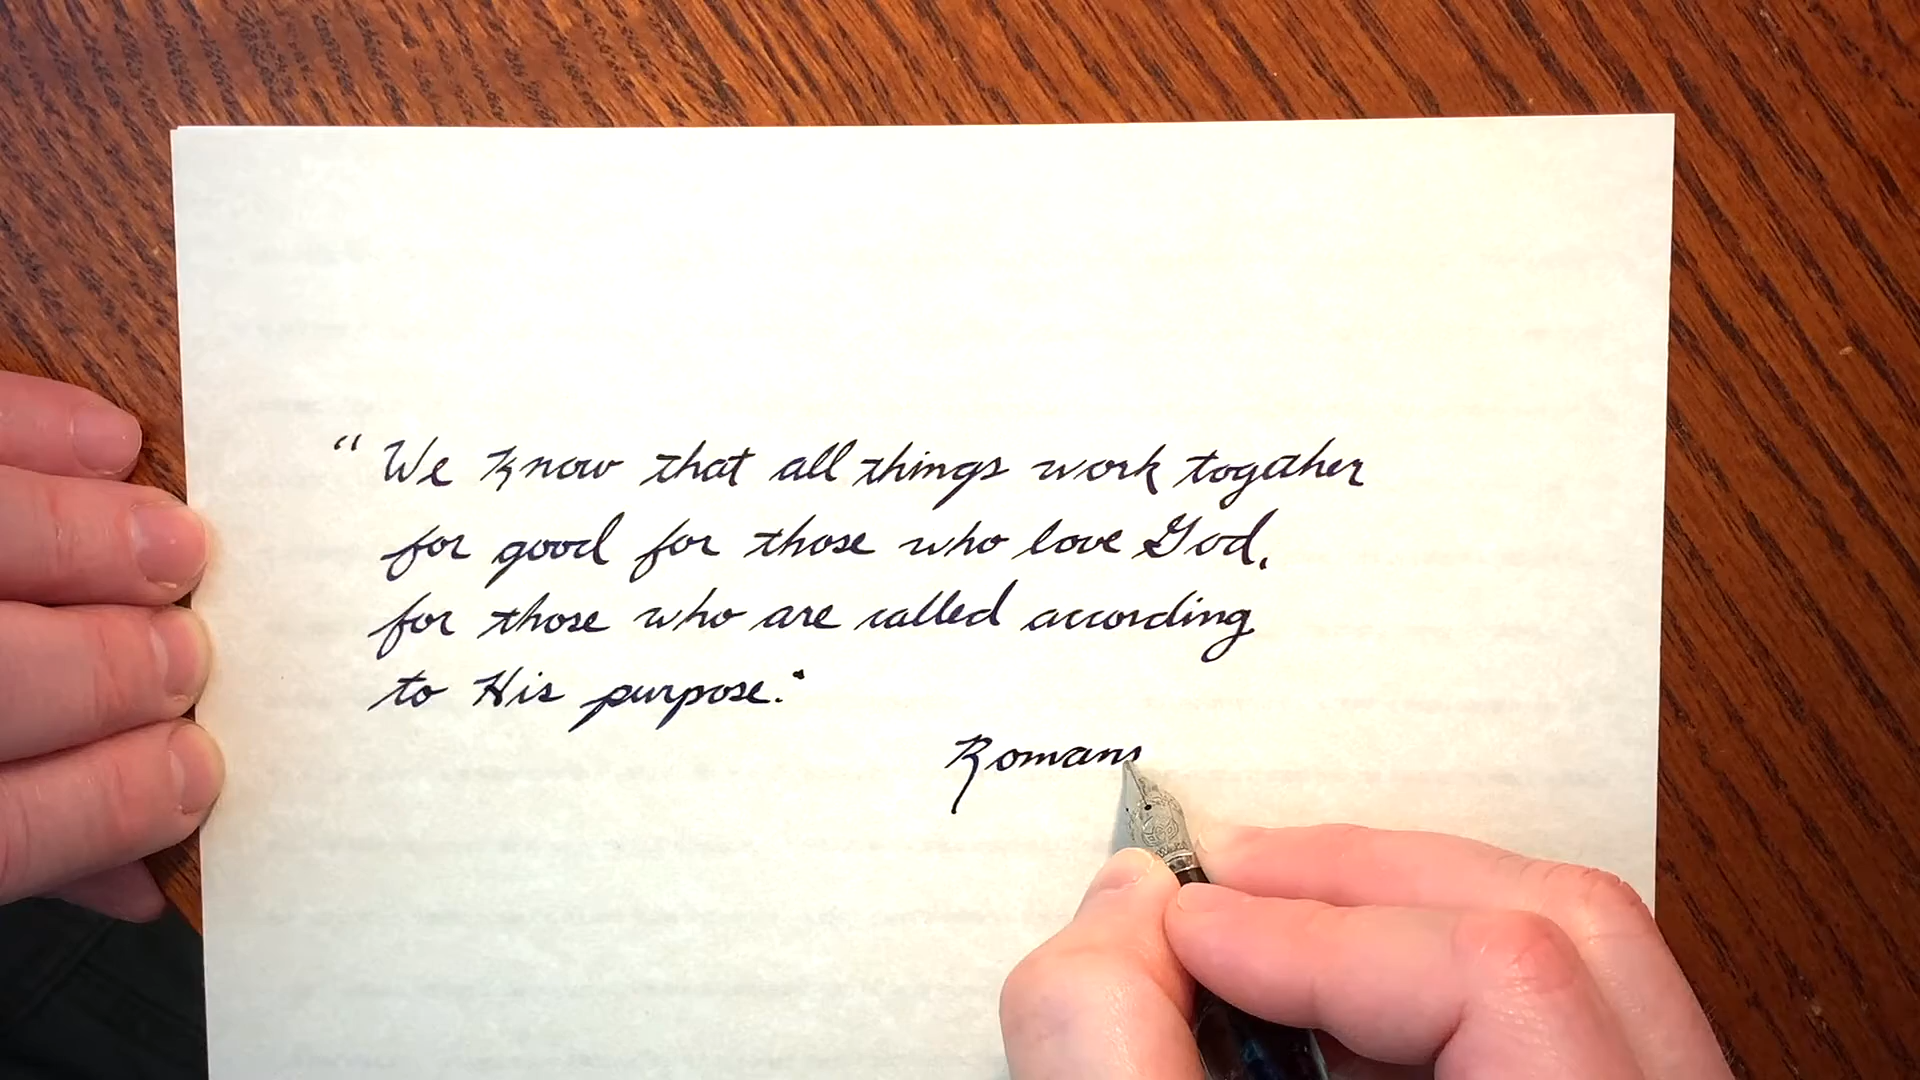 “We know that all things work together
for good for those who love God,
for those who are called according
to His purpose.”
Romans